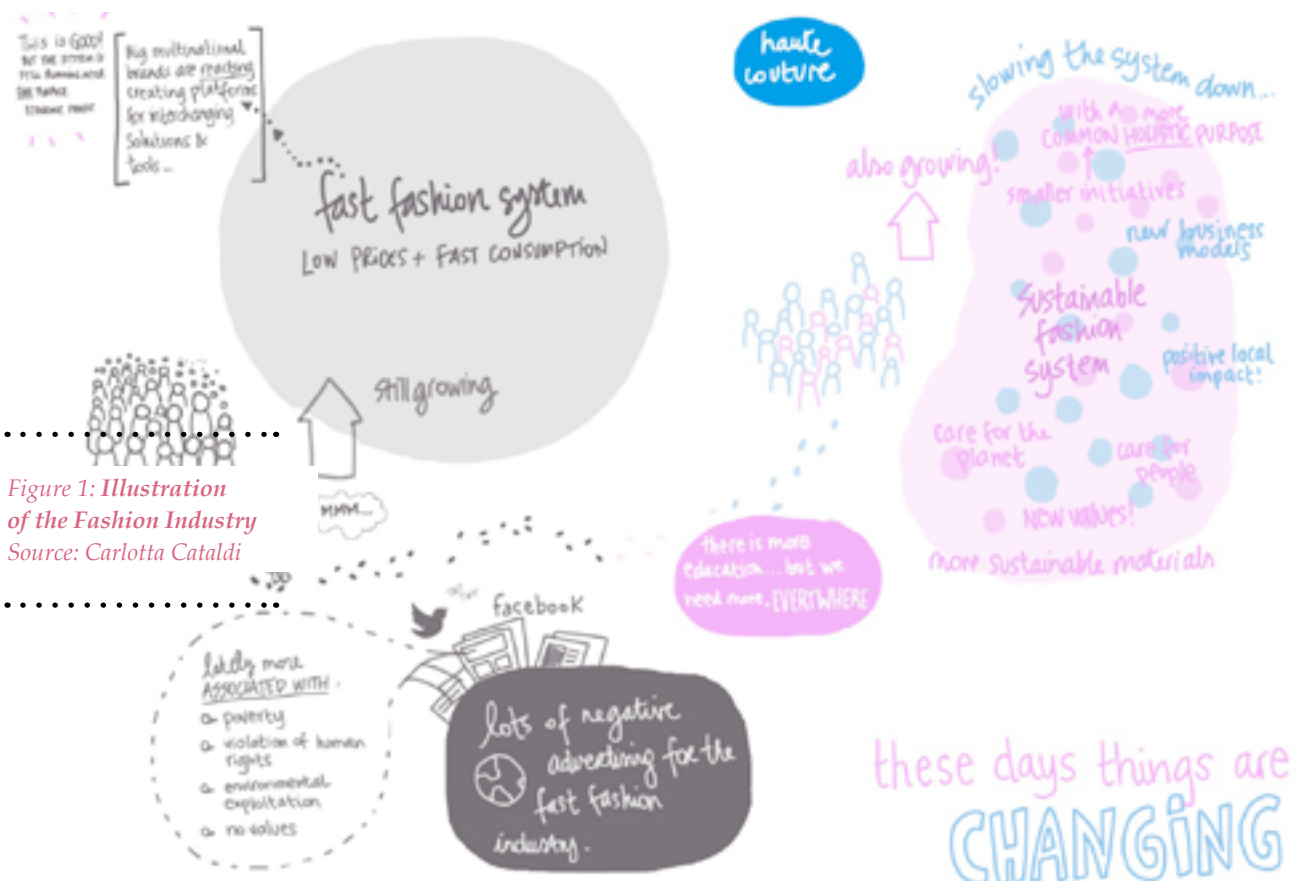 This is GOOD!
BUT THE SYSTEM IS
STILL RUNNING AFTER
ONE PURPOSE:
ECONOMIC PROFIT
Big multinational
brands are reacting
creating platforms
for interchanging
Solutions &
tools...
fast fashion system
LOW PRICES + FAST CONSUMPTION
still growing
haute
couture
slowing the system down...
with a more
COMMON HOLISTIC PURPOSE
also growing!
smaller initiatives
new business
models
Sustainable
fashion
system
positive local
impact!
care for the
planet
care for
people
New values!
more sustainable materials
Figure 1: Illustration
of the Fashion Industry
Source: Carlotta Cataldi
MMM...
there is more
education... but we
need more, EVERYWHERE
facebook
lately more
ASSOCIATED WITH:
poverty
violation of human
rights
environmental
exploitation
no values
lots of negative
advertising for the
fast fashion
industry.
these days things are
CHANGiNG